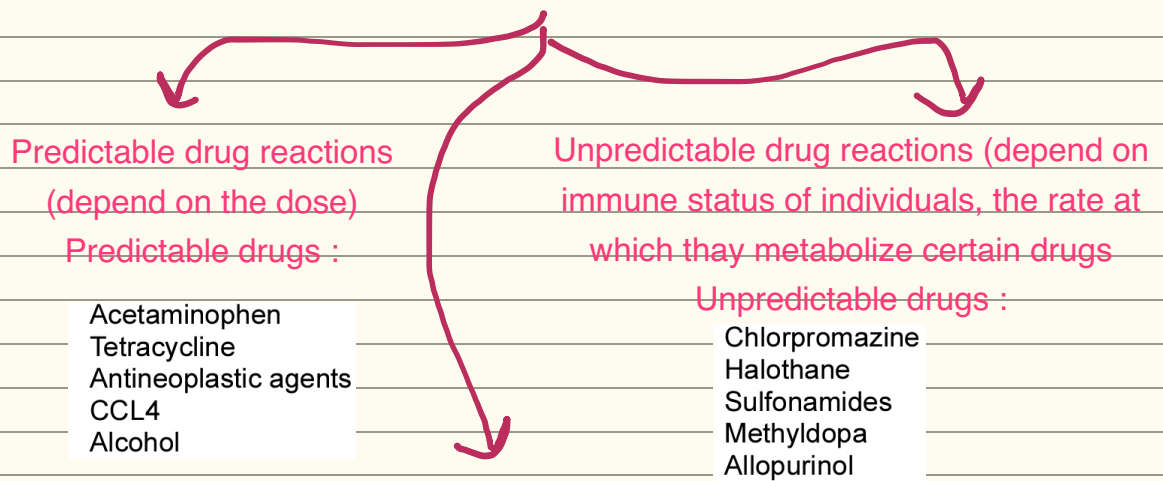 Predictable drug reactions
(depend on the dose)
Predictable drugs :
Acetaminophen
Tetracycline
Antineoplastic agents
CCL4
Alcohol
Unpredictable drug reactions (depend on
immune status of individuals, the rate at
which thay metabolize certain drugs
Unpredictable drugs :
Chlorpromazine
Halothane
Sulfonamides
Methyldopa
Allopurinol